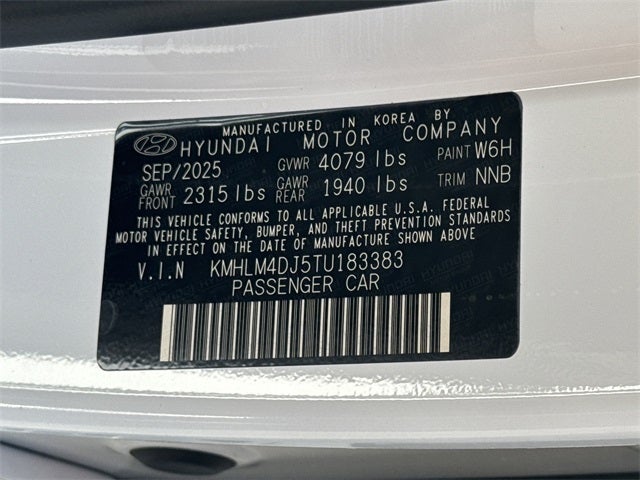 MANUFACTURED IN KOREA BY
HYUNDAI MOTOR COMPANY
SEP/2025 GVWR 4079 lbs PAINT W6H
GAWR FRONT 2315 lbs GAWR REAR 1940 lbs TRIM NNB
THIS VEHICLE CONFORMS TO ALL APPLICABLE U.S.A. FEDERAL
MOTOR VEHICLE SAFETY, BUMPER, AND THEFT PREVENTION STANDARDS
IN EFFECT ON THE DATE OF MANUFACTURE SHOWN ABOVE
V.I.N KMHLM4DJ5TU183383
PASSENGER CAR